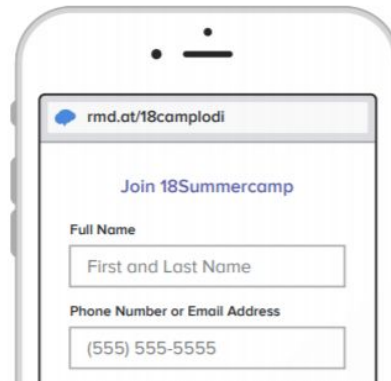 rmd.at/18camplodi
Join 18Summercamp
Full Name
First and Last Name
Phone Number or Email Address
(555) 555-5555